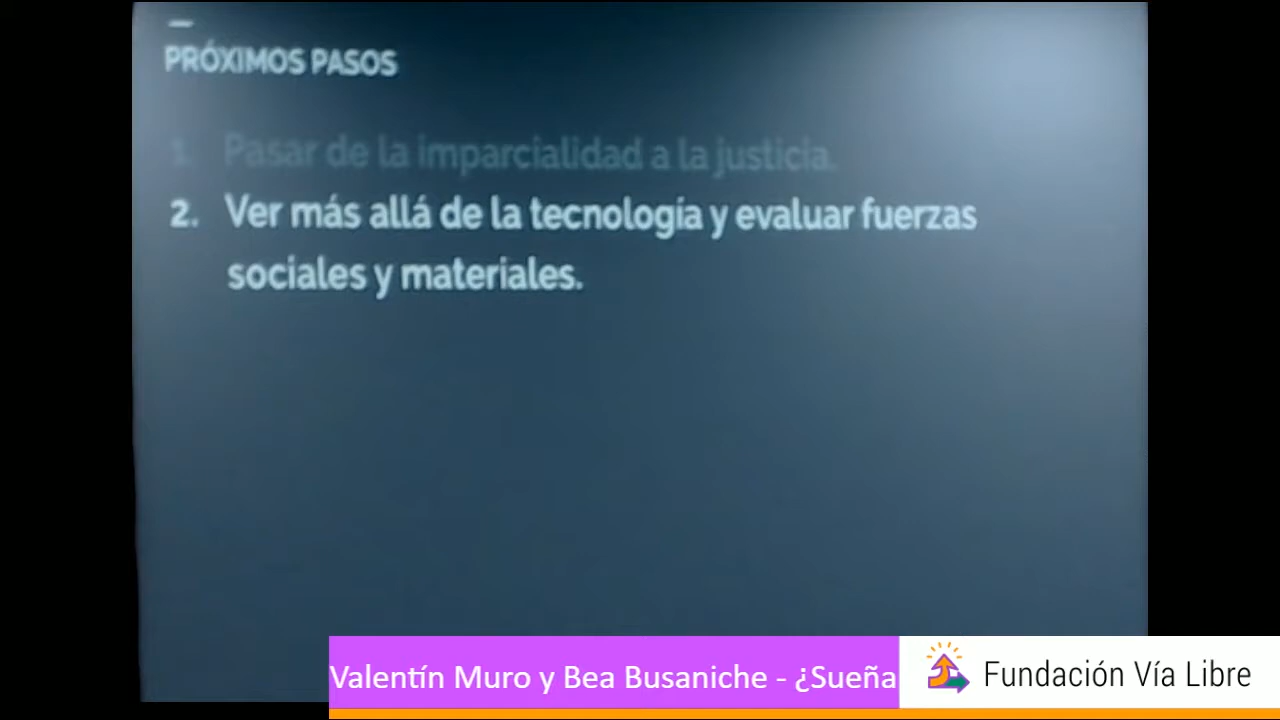 PRÓXIMOS PASOS
1. Pasar de la imparcialidad a la justicia.
2. Ver más allá de la tecnología y evaluar fuerzas
sociales y materiales.
Valentín Muro y Bea Busaniche - ¿Sueña
Fundación Vía Libre